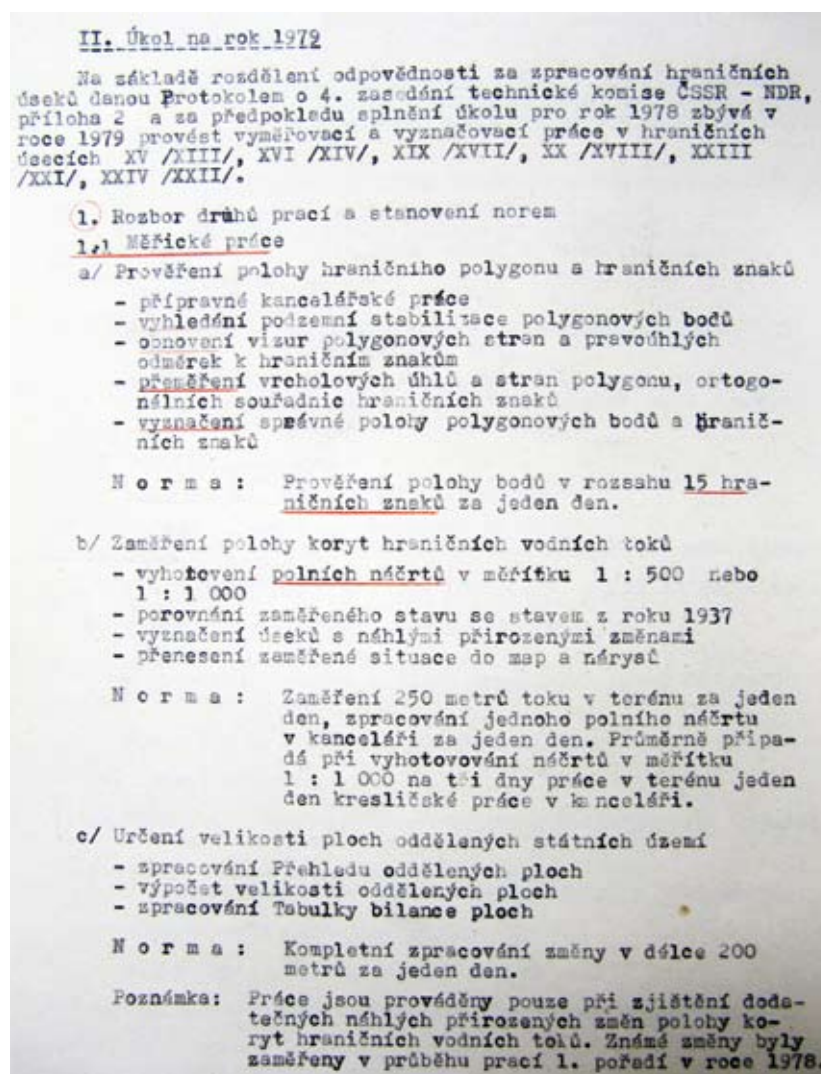 II. Úkol na rok 1979
Na základě rozdělení odpovědnosti za zpracování hraničních
úseků danou Protokolem o 4. zasedání technické komise ČSSR - NDR,
příloha 2 a za předpokladu splnění úkolu pro rok 1978 zbývá v
roce 1979 provést vyměřovací a vyznačovací práce v hraničních
úsecích XV /XIII/, XVI /XIV/, XIX /XVII/, XX /XVIII/, XXIII
/XXI/, XXIV /XXII/.
1. Rozbor druhů prací a stanovení norem
1.1 Měřické práce
a/ Prověření polohy hraničního polygonu a hraničních znaků
- přípravné kancelářské práce
- vyhledání podzemní stabilizace polygonových bodů
- obnovení vizur polygonových stran a pravoúhlých
odměrek k hraničním znakům
- přeměření vrcholových úhlů a stran polygonu, ortogo-
nálních souřadnic hraničních znaků
- vyznačení správné polohy polygonových bodů a hranič-
ních znaků
N o r m a : Prověření polohy bodů v rozsahu 15 hra-
ničních znaků za jeden den.
b/ Zaměření polohy koryt hraničních vodních toků
- vyhotovení polních náčrtů v měřítku 1 : 500 nebo
1 : 1 000
- porovnání zaměřeného stavu se stavem z roku 1937
- vyznačení úseků s náhlými přirozenými změnami
- přenesení zaměřené situace do map a nárysů
N o r m a : Zaměření 250 metrů toku v terénu za jeden
den, zpracování jednoho polního náčrtu
v kanceláři za jeden den. Průměrně připa-
dá při vyhotovování náčrtů v měřítku
1 : 1 000 na tři dny práce v terénu jeden
den kresličské práce v kanceláři.
c/ Určení velikosti ploch oddělených státních území
- zpracování Přehledu oddělených ploch
- výpočet velikosti oddělených ploch
- zpracování Tabulky bilance ploch
N o r m a : Kompletní zpracování změny v délce 200
metrů za jeden den.
Poznámka: Práce jsou prováděny pouze při zjištění doda-
tečných náhlých přirozených změn polohy ko-
ryt hraničních vodních toků. Známé změny byly
zaměřeny v průběhu prací 1. pořadí v roce 1978.